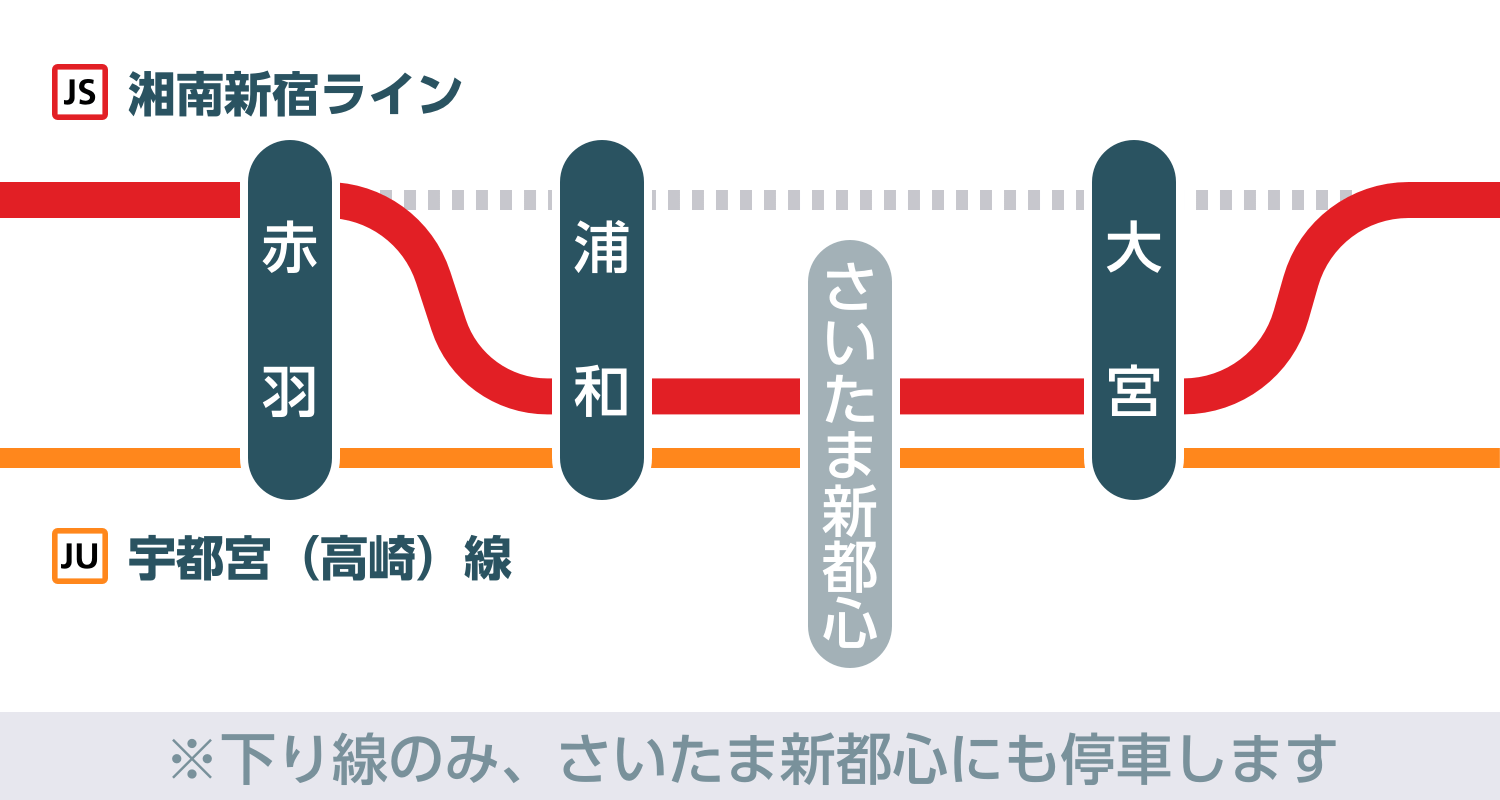 JS 湘南新宿ライン
赤羽
浦和
さいたま新都心
大宮
JU 宇都宮（高崎）線
※下り線のみ、さいたま新都心にも停車します